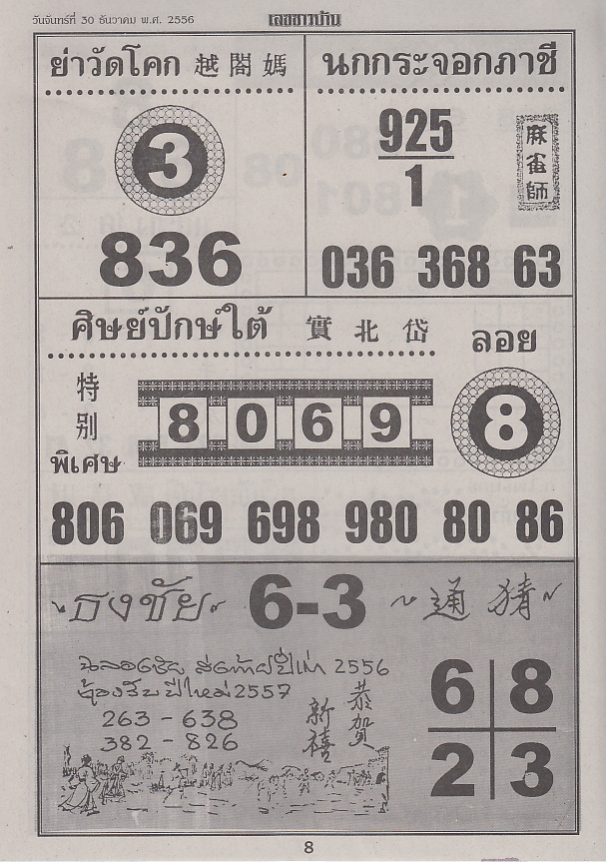 วันจันทร์ที่ 30 ธันวาคม พ.ศ. 2556 เลขชาวบ้าน
ย่าวัดโคก 越閣媽
3
836
นกกระจอกภาชี
925
1
麻雀師
036 368 63
ศิษย์ปักษ์ใต้ 實北岱
特别
พิเศษ
8 0 6 9
ลอย
8
806 069 698 980 80 86
ธงชัย 6-3 通猜
ฉลองชัย ส่งท้ายปีเก่า 2556
ต้อนรับ ปีใหม่ 2557
263 - 638
382 - 826
恭賀
新禧
6 8
2 3
8